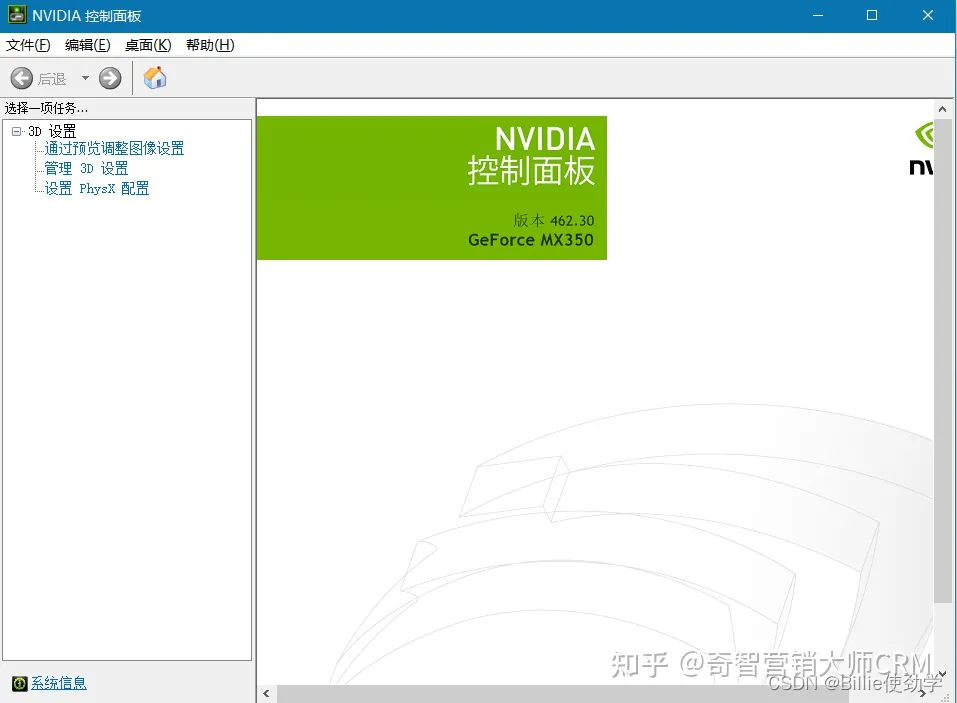 NVIDIA 控制面板
文件(F) 编辑(E) 桌面(K) 帮助(H)
后退
选择一项任务...
3D 设置
通过预览调整图像设置
管理 3D 设置
设置 PhysX 配置
NVIDIA
控制面板
版本 462.30
GeForce MX350
系统信息
知乎 @奇智营销大师CRM
CSDN @Billie使劲学